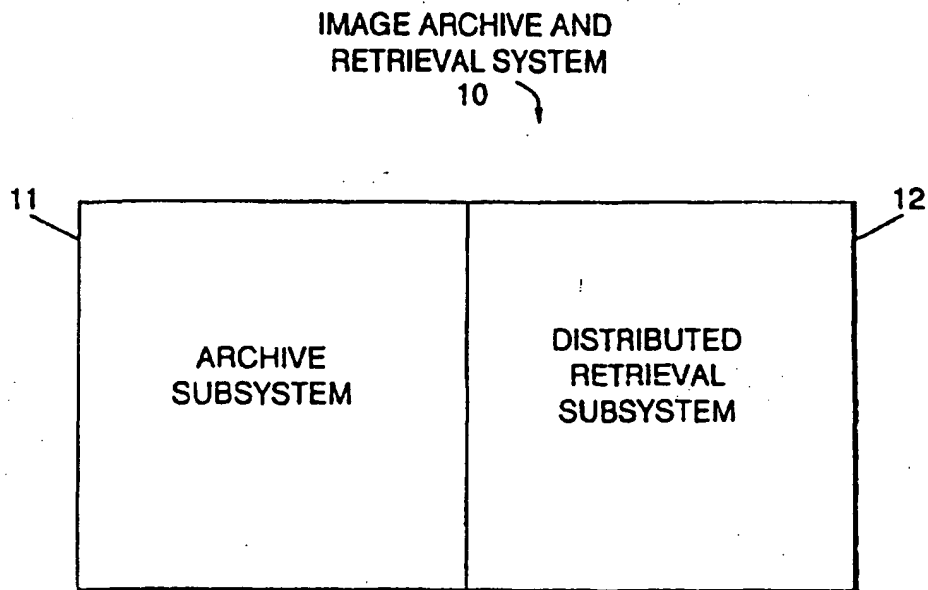 IMAGE ARCHIVE AND
RETRIEVAL SYSTEM
10
11
12
ARCHIVE
SUBSYSTEM
DISTRIBUTED
RETRIEVAL
SUBSYSTEM